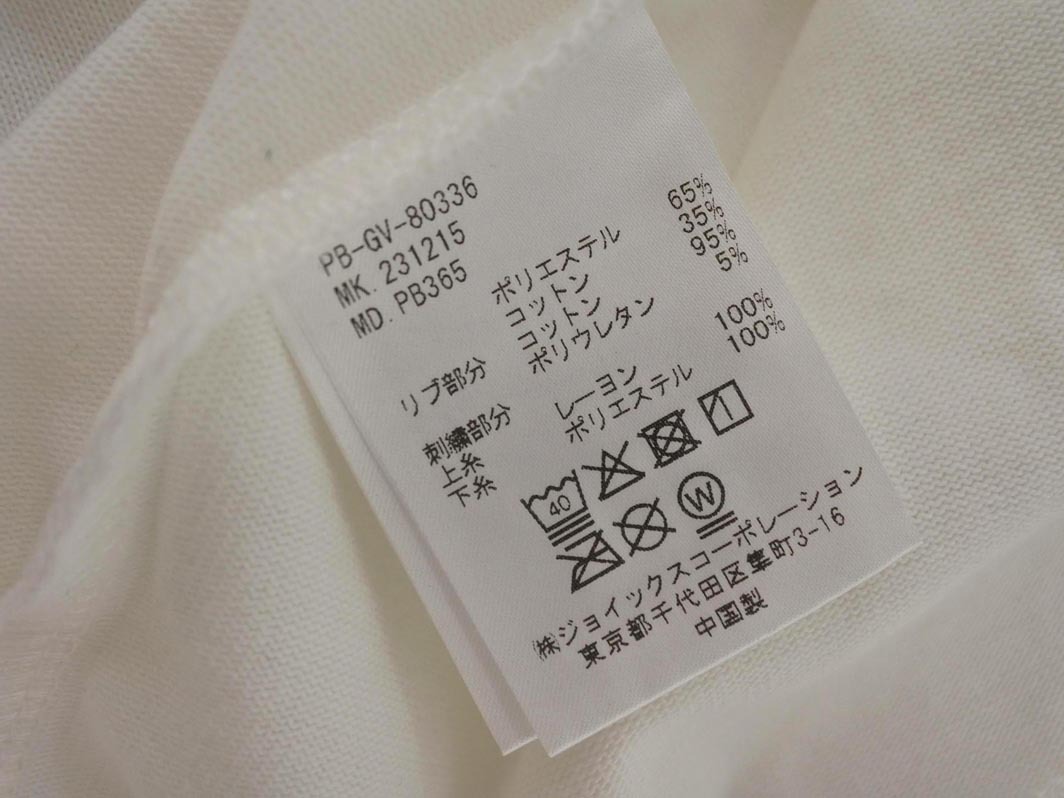 PB-GV-80336
MK. 231215
MD. PB365
ポリエステル 65%
コットン 35%
リブ部分 コットン 95%
ポリウレタン 5%
刺繍部分
上糸 レーヨン 100%
下糸 ポリエステル 100%
40
1
W
㈱ジョイックスコーポレーション
東京都千代田区隼町3-16
中国製